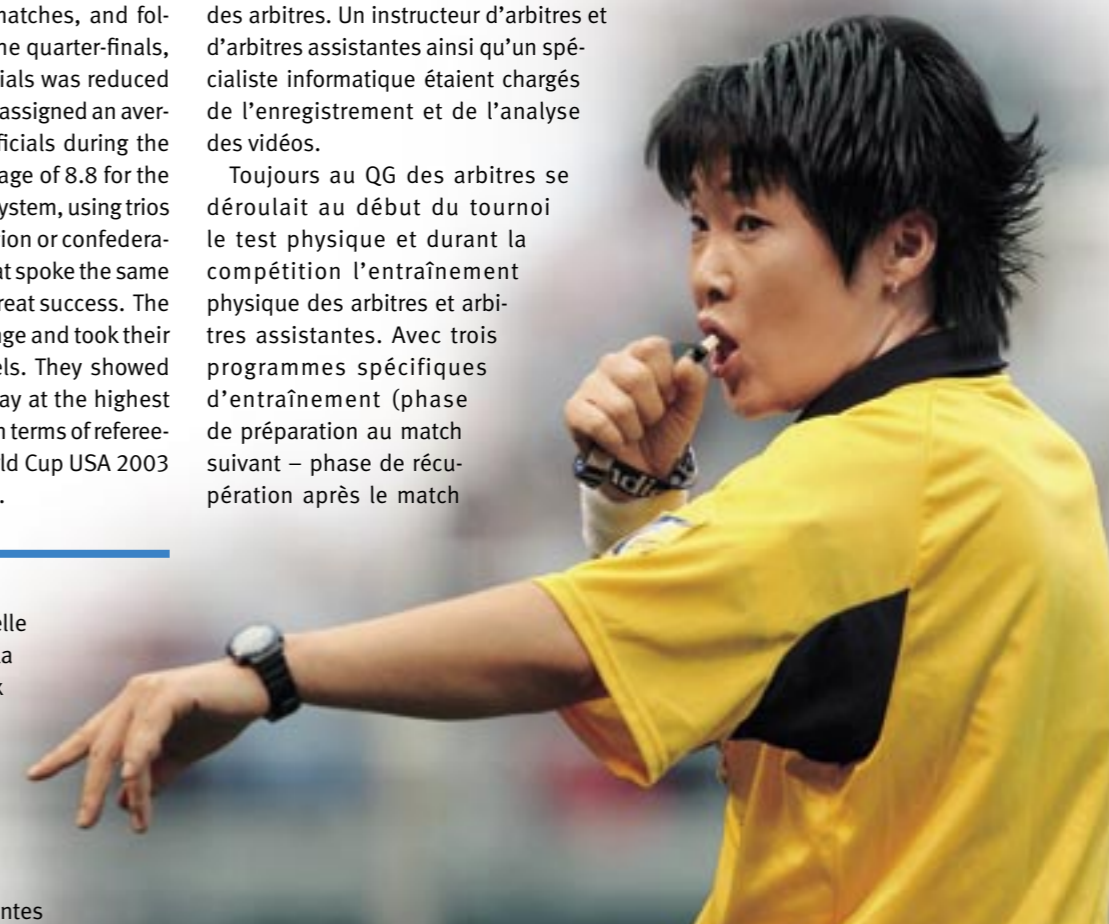 matches, and fol-
ne quarter-finals,
ials was reduced
assigned an aver-
ficials during the
age of 8.8 for the
ystem, using trios
ion or confedera-
at spoke the same
reat success. The
ge and took their
els. They showed
ay at the highest
n terms of referee-
ld Cup USA 2003
.
elle
a
x
ntes
des arbitres. Un instructeur d’arbitres et
d’arbitres assistantes ainsi qu’un spé-
cialiste informatique étaient chargés
de l’enregistrement et de l’analyse
des vidéos.
Toujours au QG des arbitres se
déroulait au début du tournoi
le test physique et durant la
compétition l’entraînement
physique des arbitres et arbi-
tres assistantes. Avec trois
programmes spécifiques
d’entraînement (phase
de préparation au match
suivant – phase de récu-
pération après le match
adi